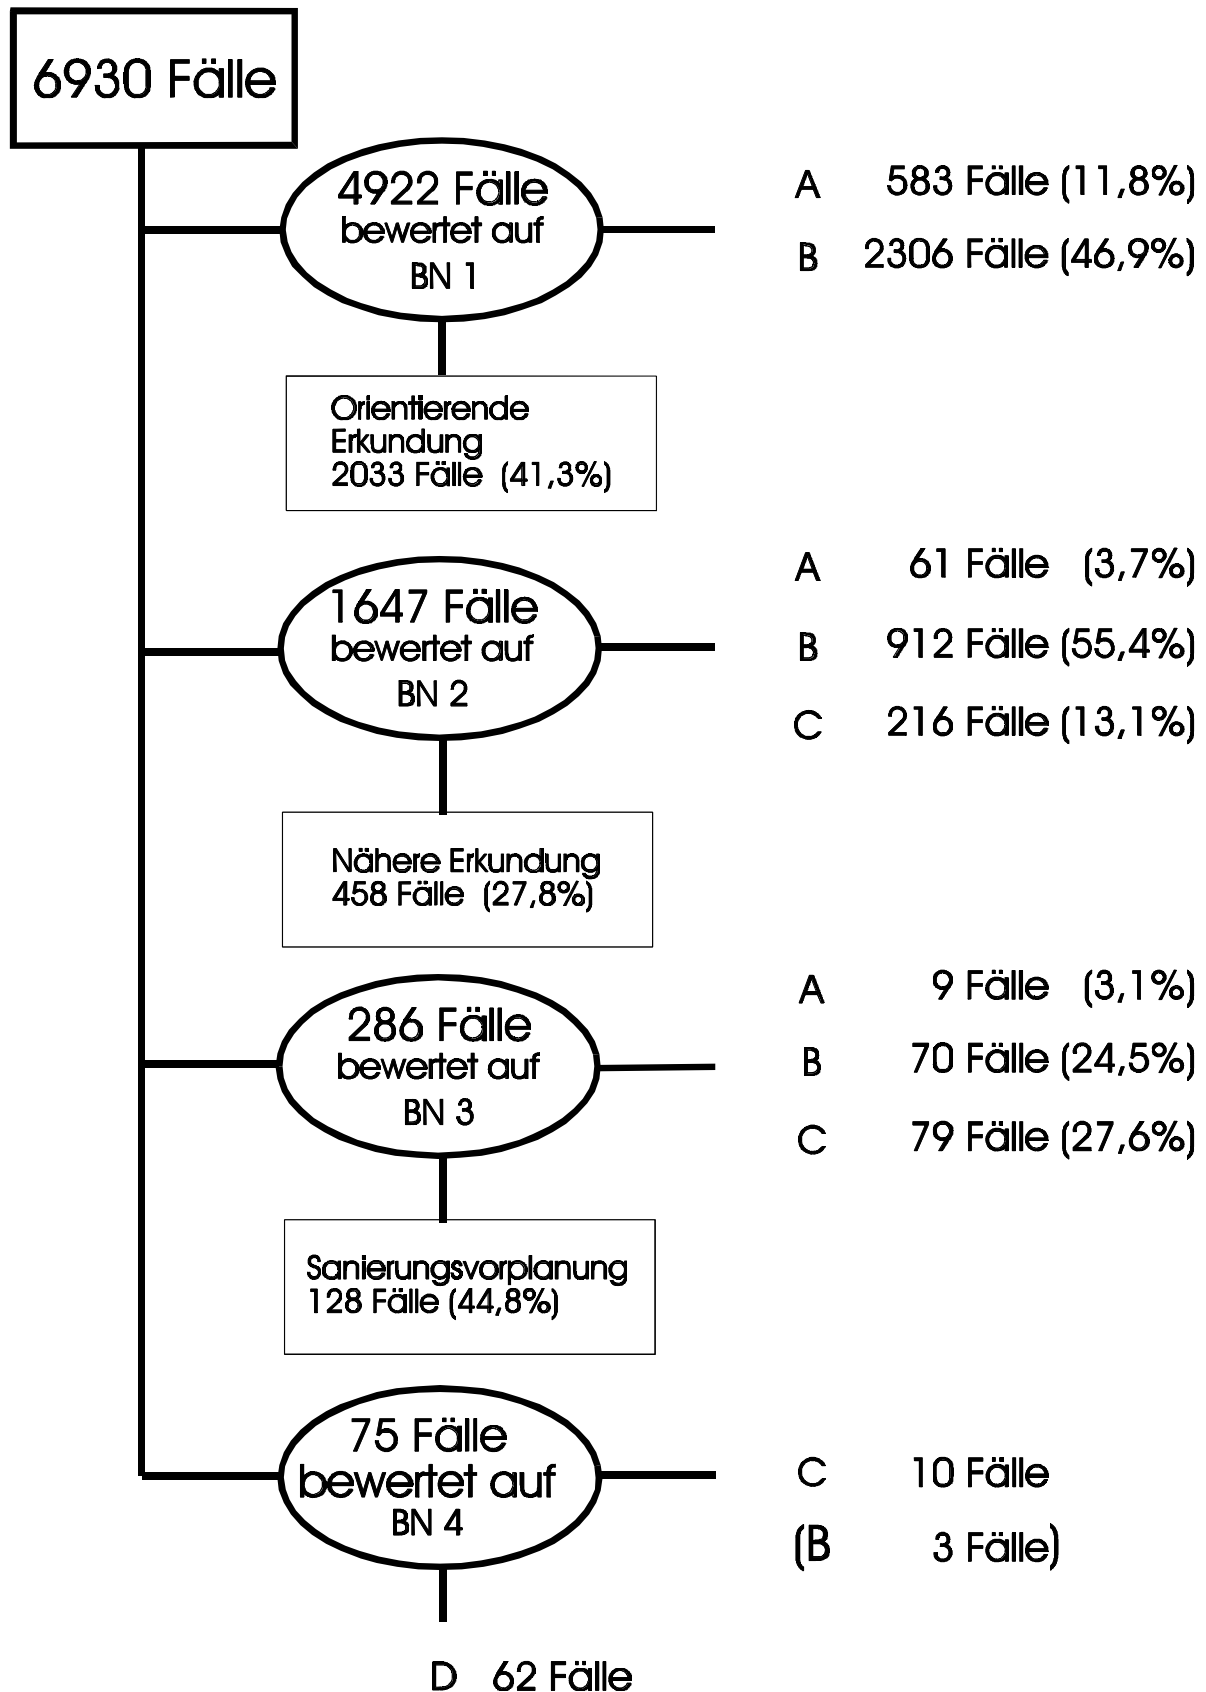 6930 Fälle
4922 Fälle
bewertet auf
BN 1
A 583 Fälle (11,8%)
B 2306 Fälle (46,9%)
Orientierende
Erkundung
2033 Fälle (41,3%)
1647 Fälle
bewertet auf
BN 2
A 61 Fälle (3,7%)
B 912 Fälle (55,4%)
C 216 Fälle (13,1%)
Nähere Erkundung
458 Fälle (27,8%)
286 Fälle
bewertet auf
BN 3
A 9 Fälle (3,1%)
B 70 Fälle (24,5%)
C 79 Fälle (27,6%)
Sanierungsvorplanung
128 Fälle (44,8%)
75 Fälle
bewertet auf
BN 4
C 10 Fälle
(B 3 Fälle)
D 62 Fälle